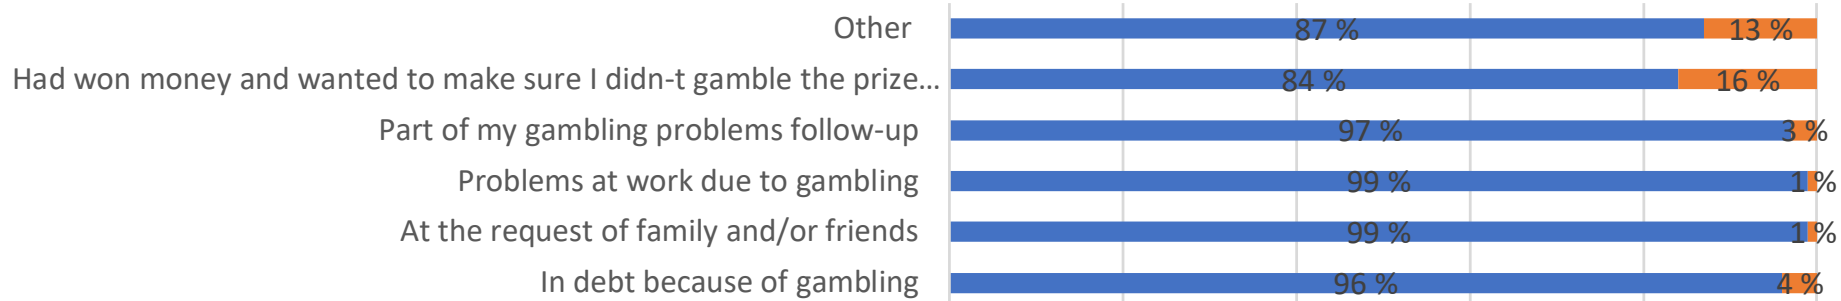 Other 87 % 13 %
Had won money and wanted to make sure I didn-t gamble the prize... 84 % 16 %
Part of my gambling problems follow-up 97 % 3 %
Problems at work due to gambling 99 % 1 %
At the request of family and/or friends 99 % 1 %
In debt because of gambling 96 % 4 %